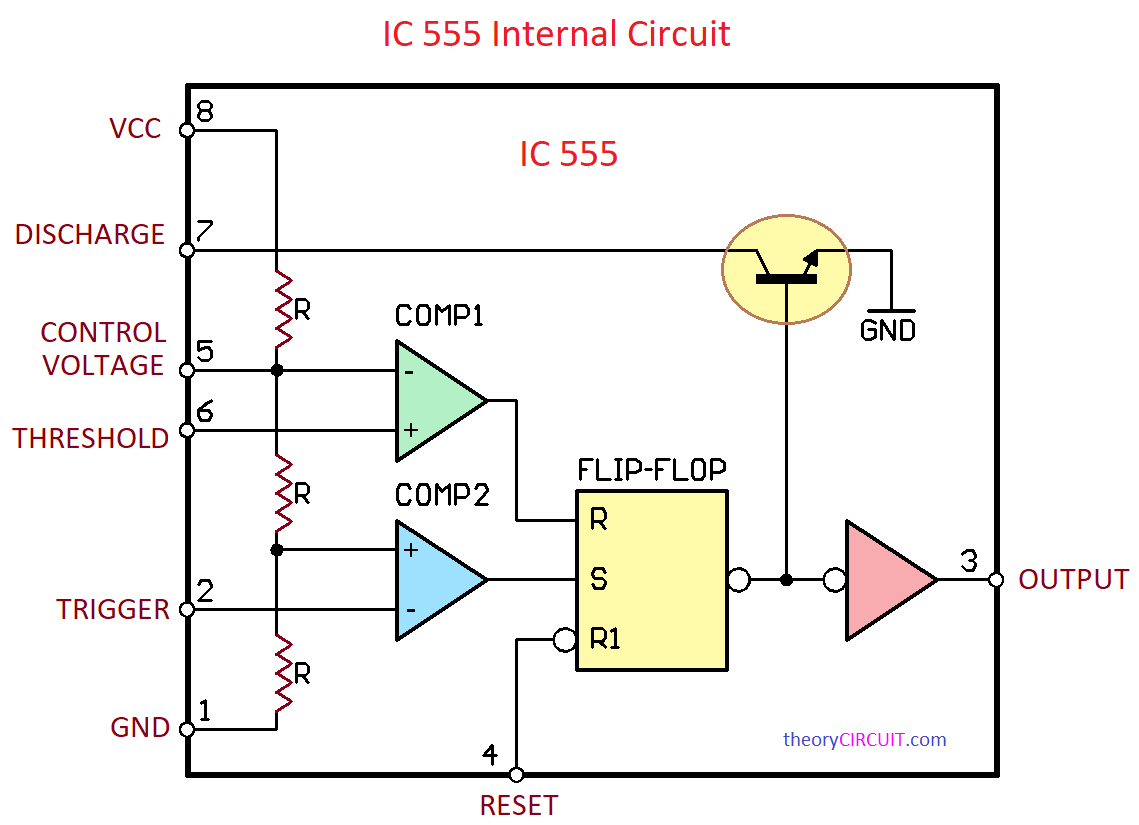 IC 555 Internal Circuit
IC 555
VCC
8
DISCHARGE
7
GND
R
COMP1
CONTROL
VOLTAGE
5
-
THRESHOLD
6
+
R
COMP2
FLIP-FLOP
R
+
S
TRIGGER
2
-
R1
3
OUTPUT
R
GND
1
4
RESET
theoryCIRCUIT.com